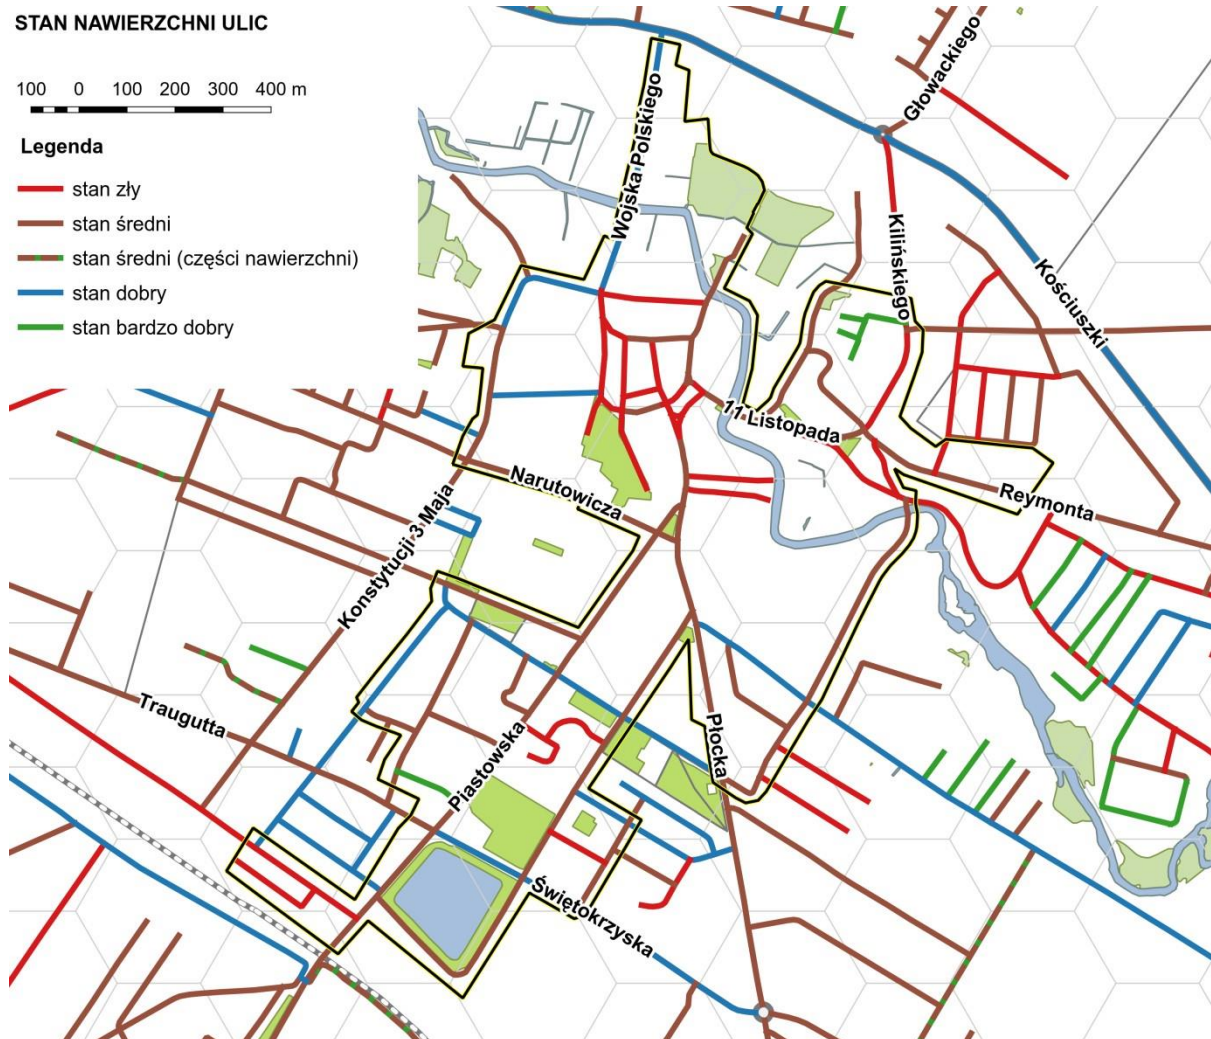 STAN NAWIERZCHNI ULIC
100 0 100 200 300 400 m
Legenda
stan zły
stan średni
stan średni (części nawierzchni)
stan dobry
stan bardzo dobry
Głowackiego
Wojska Polskiego
Kilińskiego
Kościuszki
11 Listopada
Narutowicza
Reymonta
Konstytucji 3 Maja
Traugutta
Piastowska
Płocka
Świętokrzyska